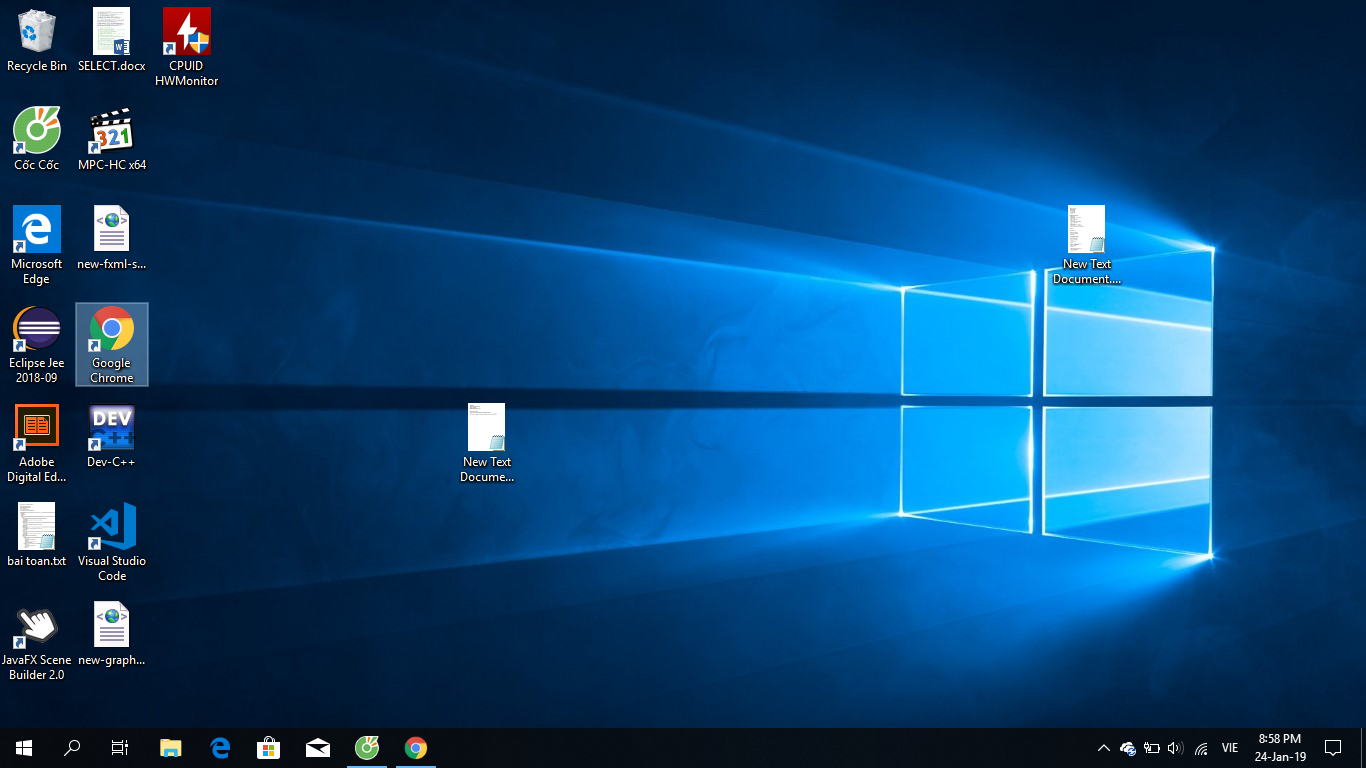 Recycle Bin
SELECT.docx
CPUID
HWMonitor
Cốc Cốc
MPC-HC x64
Microsoft
Edge
new-fxml-s...
New Text
Document....
Eclipse Jee
2018-09
Google
Chrome
Adobe
Digital Ed...
DEV
C++
Dev-C++
321
New Text
Docume...
bai toan.txt
Visual Studio
Code
JavaFX Scene
Builder 2.0
new-graph...
VIE
8:58 PM
24-Jan-19